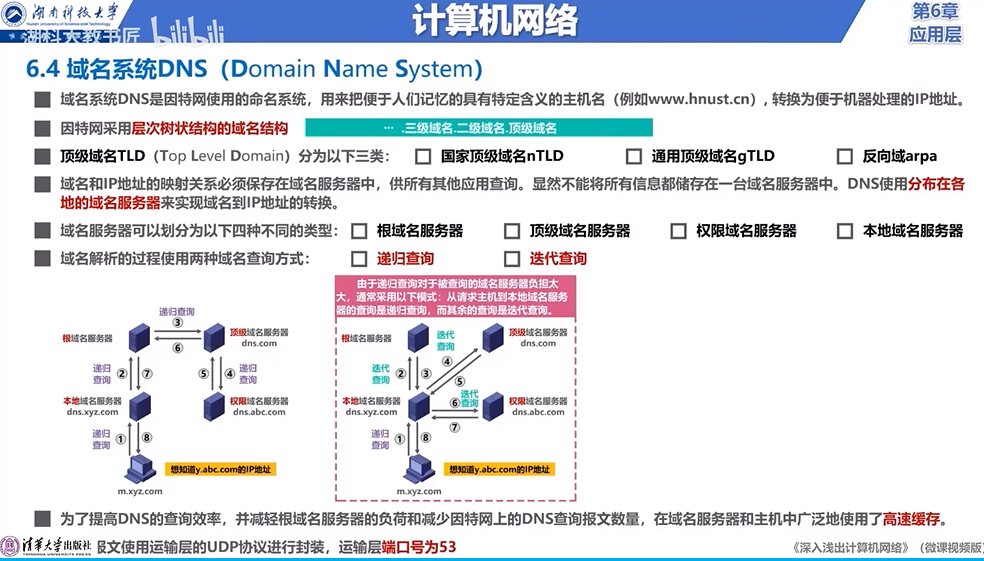 湖南科技大学
Hunan University of Science and Technology
计算机网络
第6章
应用层
湖科大教书匠 bilibili
6.4 域名系统DNS（Domain Name System）
域名系统DNS是因特网使用的命名系统，用来把便于人们记忆的具有特定含义的主机名（例如www.hnust.cn）, 转换为便于机器处理的IP地址。
因特网采用层次树状结构的域名结构
… .三级域名.二级域名.顶级域名
顶级域名TLD（Top Level Domain）分为以下三类： 国家顶级域名nTLD 通用顶级域名gTLD 反向域arpa
域名和IP地址的映射关系必须保存在域名服务器中，供所有其他应用查询。显然不能将所有信息都储存在一台域名服务器中。DNS使用分布在各
地的域名服务器来实现域名到IP地址的转换。
域名服务器可以划分为以下四种不同的类型： 根域名服务器 顶级域名服务器 权限域名服务器 本地域名服务器
域名解析的过程使用两种域名查询方式： 递归查询 迭代查询
递归查询
③
⑥
根域名服务器
顶级域名服务器
dns.com
递归
查询
② ⑦
⑤ ④
递归
查询
本地域名服务器
dns.xyz.com
权限域名服务器
dns.abc.com
递归
查询
① ⑧
想知道y.abc.com的IP地址
m.xyz.com
由于递归查询对于被查询的域名服务器负担太
大，通常采用以下模式：从请求主机到本地域名服务
器的查询是递归查询，而其余的查询是迭代查询。
根域名服务器
迭代
查询
顶级域名服务器
dns.com
迭代
查询
② ③
④
⑤
本地域名服务器
dns.xyz.com
迭代
查询
⑥
⑦
权限域名服务器
dns.abc.com
递归
查询
① ⑧
想知道y.abc.com的IP地址
m.xyz.com
为了提高DNS的查询效率，并减轻根域名服务器的负荷和减少因特网上的DNS查询报文数量，在域名服务器和主机中广泛地使用了高速缓存。
清华大学出版社
TSINGHUA UNIVERSITY PRESS
报文使用运输层的UDP协议进行封装，运输层端口号为53
《深入浅出计算机网络》（微课视频版）